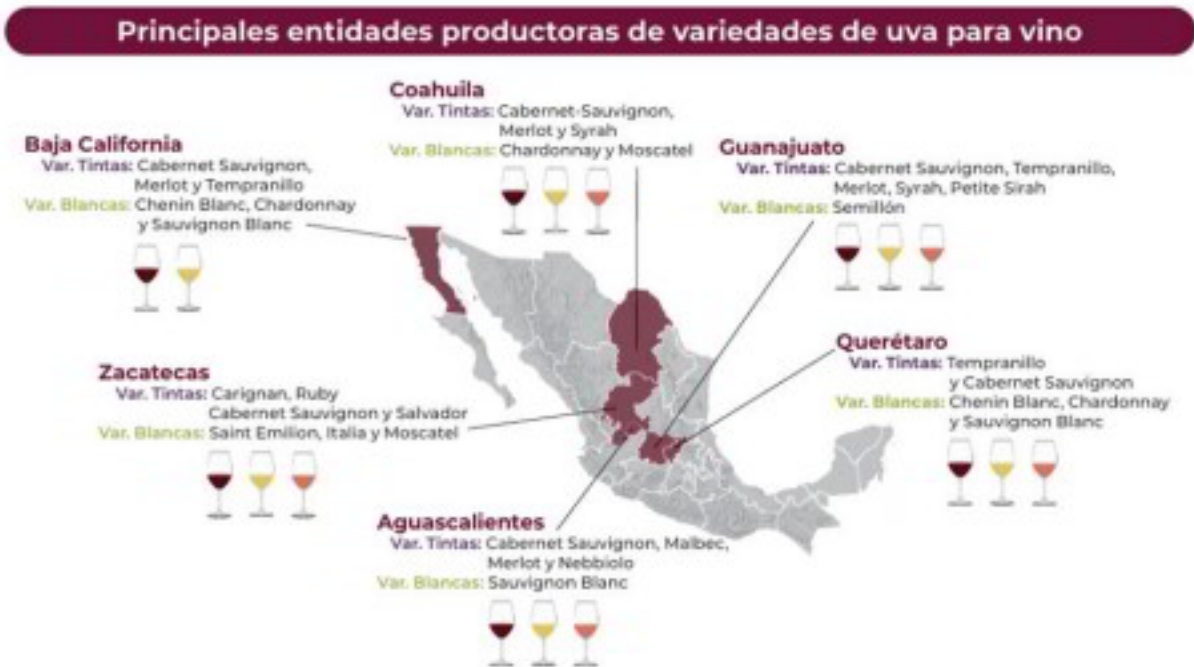 Principales entidades productoras de variedades de uva para vino
Coahuila
Var. Tintas: Cabernet-Sauvignon,
Merlot y Syrah
Var. Blancas: Chardonnay y Moscatel
Baja California
Var. Tintas: Cabernet Sauvignon,
Merlot y Tempranillo
Var. Blancas: Chenin Blanc, Chardonnay
y Sauvignon Blanc
Guanajuato
Var. Tintas: Cabernet Sauvignon, Tempranillo,
Merlot, Syrah, Petite Sirah
Var. Blancas: Semillón
Querétaro
Var. Tintas: Tempranillo
y Cabernet Sauvignon
Var. Blancas: Chenin Blanc, Chardonnay
y Sauvignon Blanc
Zacatecas
Var. Tintas: Carignan, Ruby
Cabernet Sauvignon y Salvador
Var. Blancas: Saint Emilion, Italia y Moscatel
Aguascalientes
Var. Tintas: Cabernet Sauvignon, Malbec,
Merlot y Nebbiolo
Var. Blancas: Sauvignon Blanc